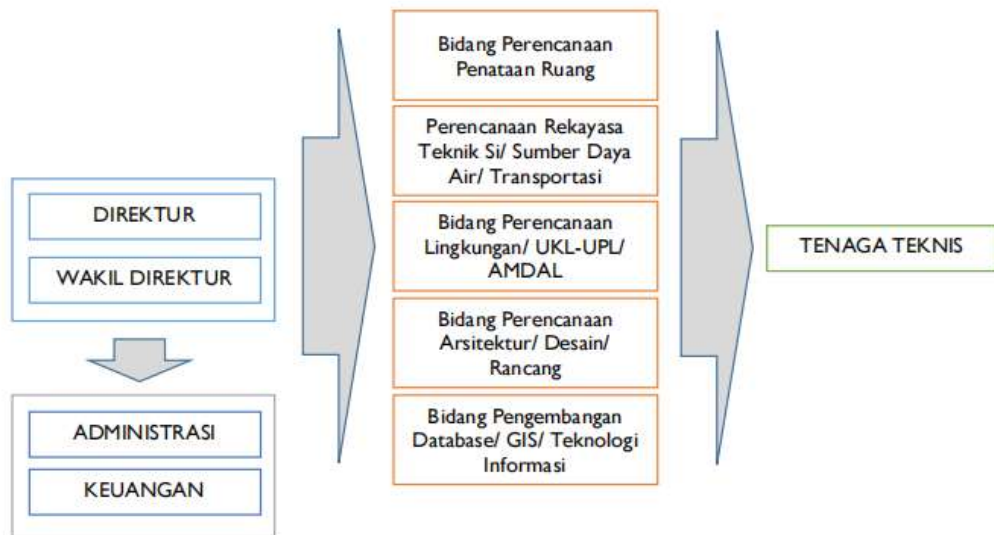 DIREKTUR
WAKIL DIREKTUR
ADMINISTRASI
KEUANGAN
Bidang Perencanaan
Penataan Ruang
Perencanaan Rekayasa
Teknik Si/ Sumber Daya
Air/ Transportasi
Bidang Perencanaan
Lingkungan/ UKL-UPL/
AMDAL
Bidang Perencanaan
Arsitektur/ Desain/
Rancang
Bidang Pengembangan
Database/ GIS/ Teknologi
Informasi
TENAGA TEKNIS